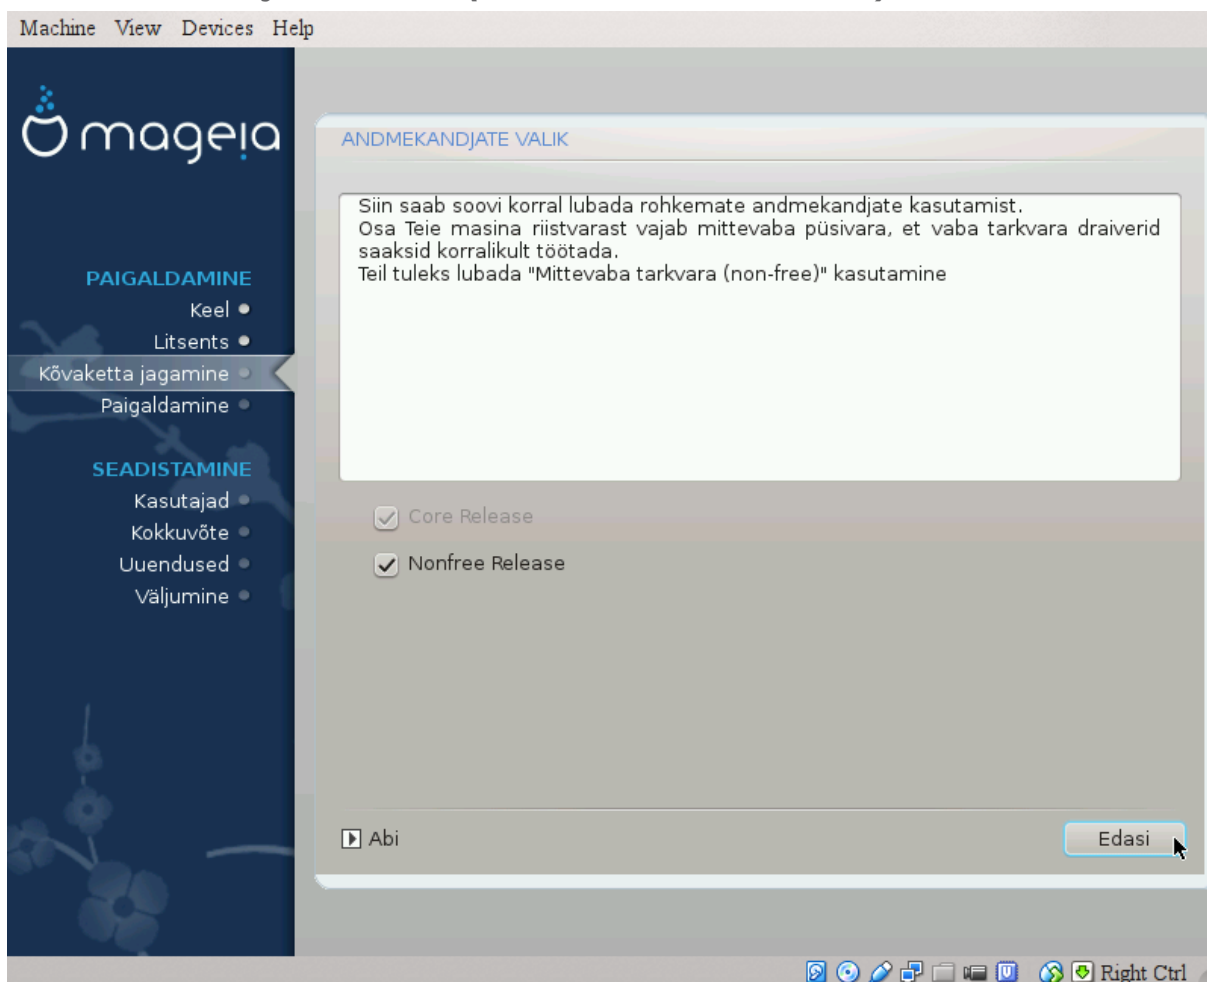 Machine View Devices Help
mageia
PAIGALDAMINE
Keel
Litsents
Kõvaketta jagamine
Paigaldamine
SEADISTAMINE
Kasutajad
Kokkuvõte
Uuendused
Väljumine
ANDMEKANDJATE VALIK
Siin saab soovi korral lubada rohkemate andmekandjate kasutamist.
Osa Teie masina riistvarast vajab mittevaba püsivara, et vaba tarkvara draiverid
saaksid korralikult töötada.
Teil tuleks lubada "Mittevaba tarkvara (non-free)" kasutamine
Core Release
Nonfree Release
Abi
Edasi
Right Ctrl